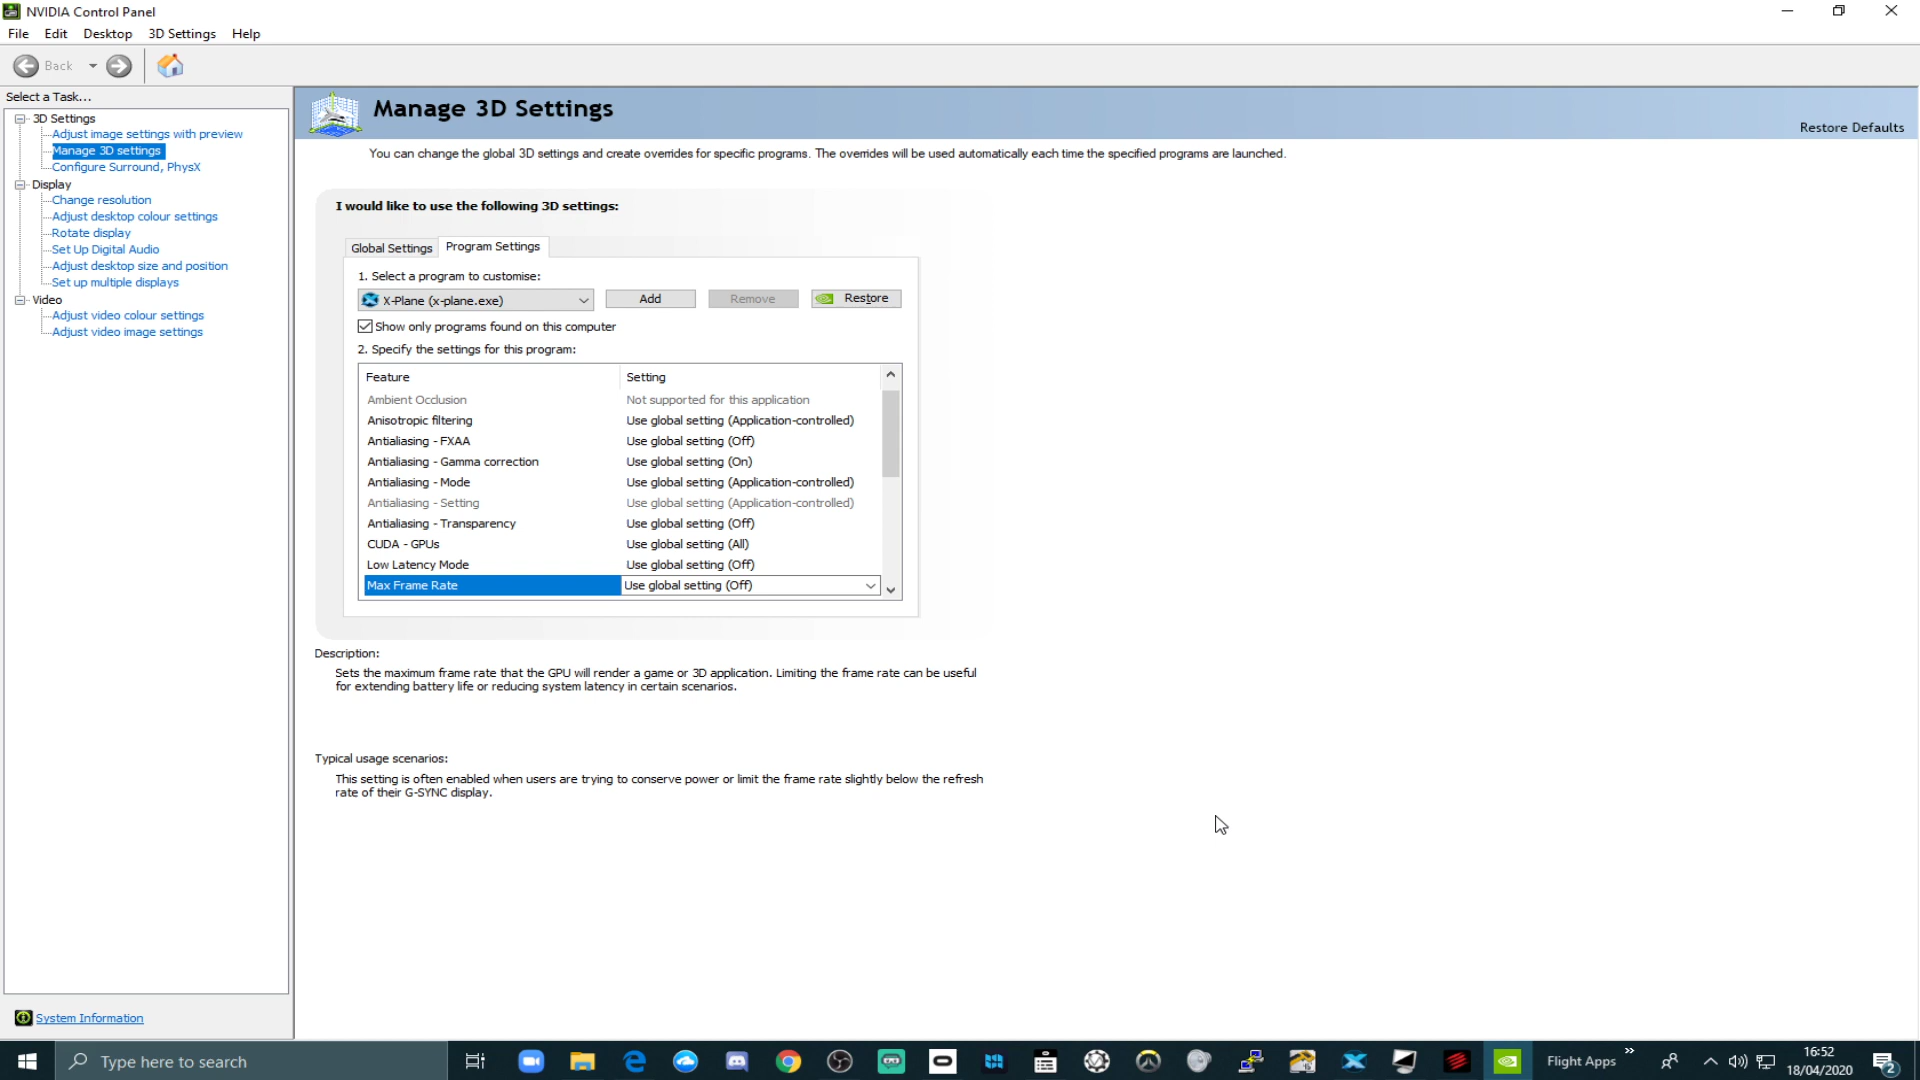 NVIDIA Control Panel
File Edit Desktop 3D Settings Help
Back
Select a Task...
3D Settings
Adjust image settings with preview
Manage 3D settings
Configure Surround, PhysX
Display
Change resolution
Adjust desktop colour settings
Rotate display
Set Up Digital Audio
Adjust desktop size and position
Set up multiple displays
Video
Adjust video colour settings
Adjust video image settings
System Information
Manage 3D Settings
Restore Defaults
You can change the global 3D settings and create overrides for specific programs. The overrides will be used automatically each time the specified programs are launched.
I would like to use the following 3D settings:
Global Settings Program Settings
1. Select a program to customise:
X-Plane (x-plane.exe) Add Remove Restore
Show only programs found on this computer
2. Specify the settings for this program:
Feature Setting
Ambient Occlusion Not supported for this application
Anisotropic filtering Use global setting (Application-controlled)
Antialiasing - FXAA Use global setting (Off)
Antialiasing - Gamma correction Use global setting (On)
Antialiasing - Mode Use global setting (Application-controlled)
Antialiasing - Setting Use global setting (Application-controlled)
Antialiasing - Transparency Use global setting (Off)
CUDA - GPUs Use global setting (All)
Low Latency Mode Use global setting (Off)
Max Frame Rate Use global setting (Off)
Description:
Sets the maximum frame rate that the GPU will render a game or 3D application. Limiting the frame rate can be useful
for extending battery life or reducing system latency in certain scenarios.
Typical usage scenarios:
This setting is often enabled when users are trying to conserve power or limit the frame rate slightly below the refresh
rate of their G-SYNC display.
Type here to search
Flight Apps
16:52
18/04/2020
2